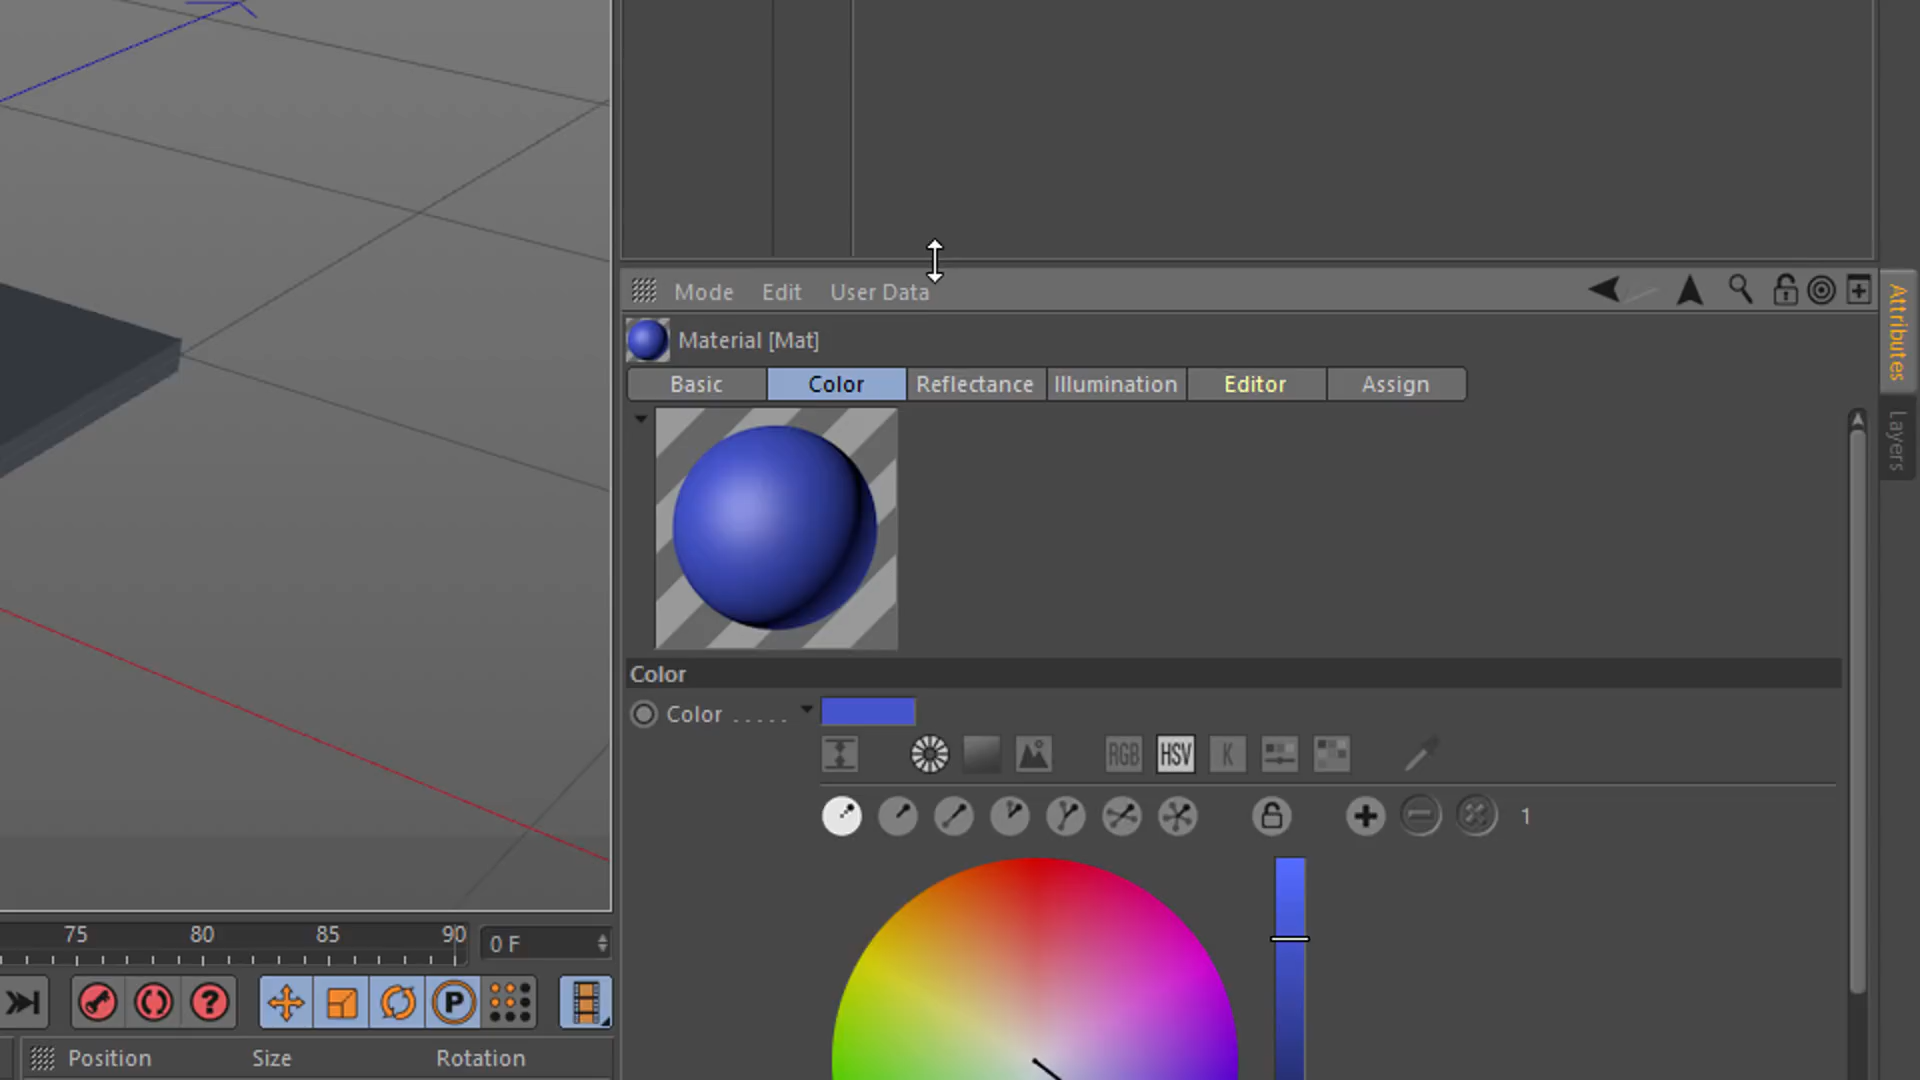 Mode Edit User Data
Attributes
Layers
Material [Mat]
Basic Color Reflectance Illumination Editor Assign
Color
Color . . . . .
RGB HSV K
1
75 80 85 90 0 F
? P
Position Size Rotation